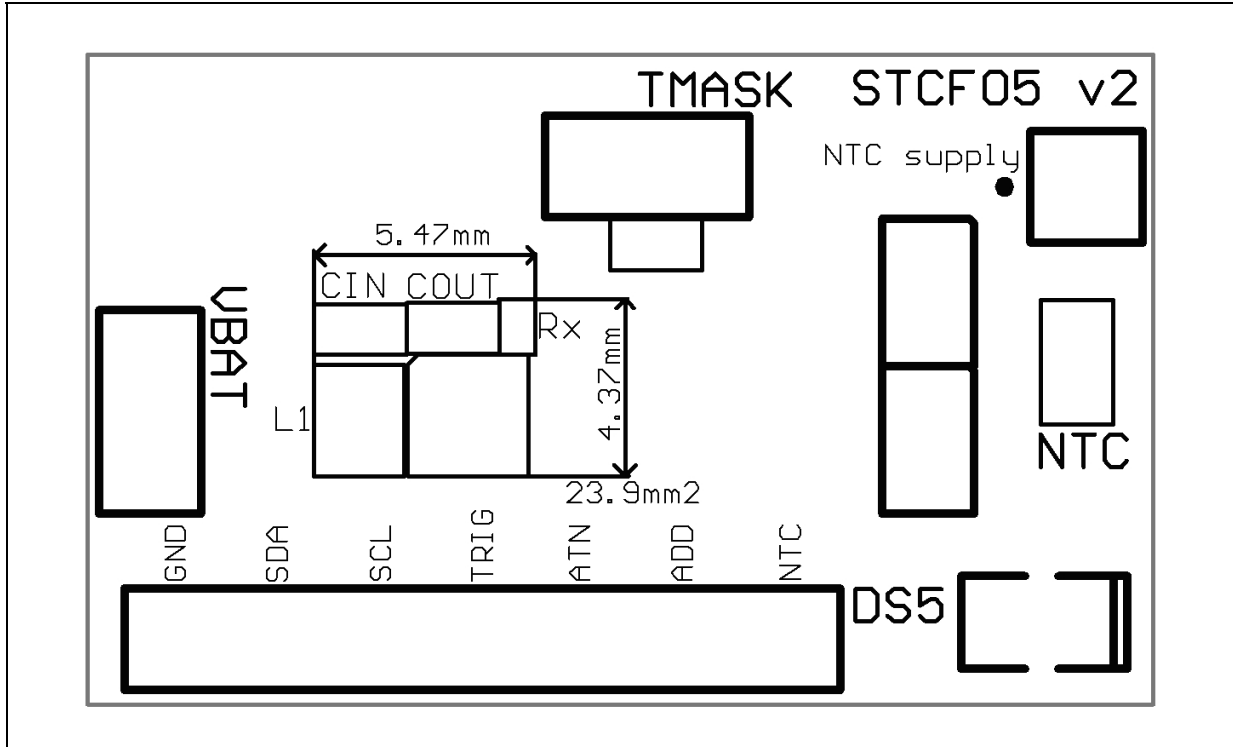 TMASK
STCF05 v2
NTC supply
5.47mm
CIN COUT
Rx
VBAT
4.37mm
L1
NTC
23.9mm2
GND
SDA
SCL
TRIG
ATN
ADD
NTC
DS5